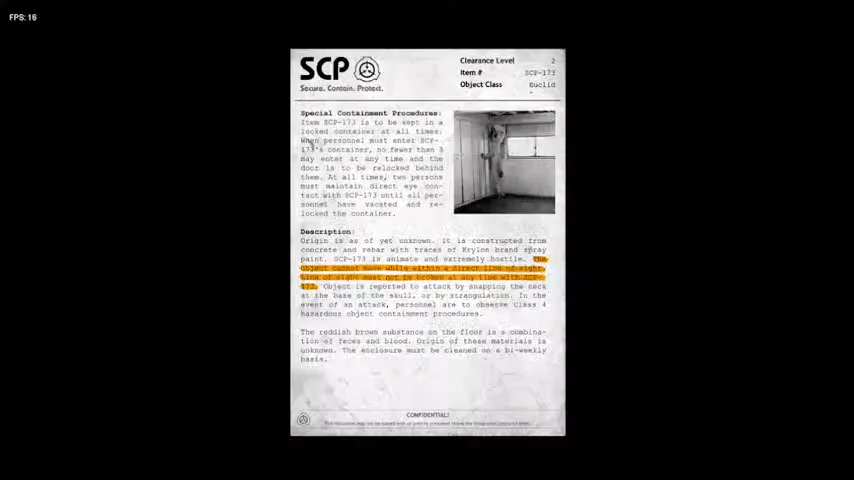 FPS: 16
SCP
Secure. Contain. Protect.
Clearance Level 2
Item # SCP-173
Object Class Euclid
Special Containment Procedures:
Item SCP-173 is to be kept in a
locked container at all times.
When personnel must enter SCP-
173's container, no fewer than 3
may enter at any time and the
door is to be relocked behind
them. At all times, two persons
must maintain direct eye con-
tact with SCP-173 until all per-
sonnel have vacated and re-
locked the container.
Description:
Origin is as of yet unknown. It is constructed from
concrete and rebar with traces of Krylon brand spray
paint. SCP-173 is animate and extremely hostile. The
object cannot move while within a direct line of sight.
Line of sight must not be broken at any time with SCP-
173. Object is reported to attack by snapping the neck
at the base of the skull, or by strangulation. In the
event of an attack, personnel are to observe Class 4
hazardous object containment procedures.
The reddish brown substance on the floor is a combina-
tion of feces and blood. Origin of these materials is
unknown. The enclosure must be cleaned on a bi-weekly
basis.
CONFIDENTIAL!